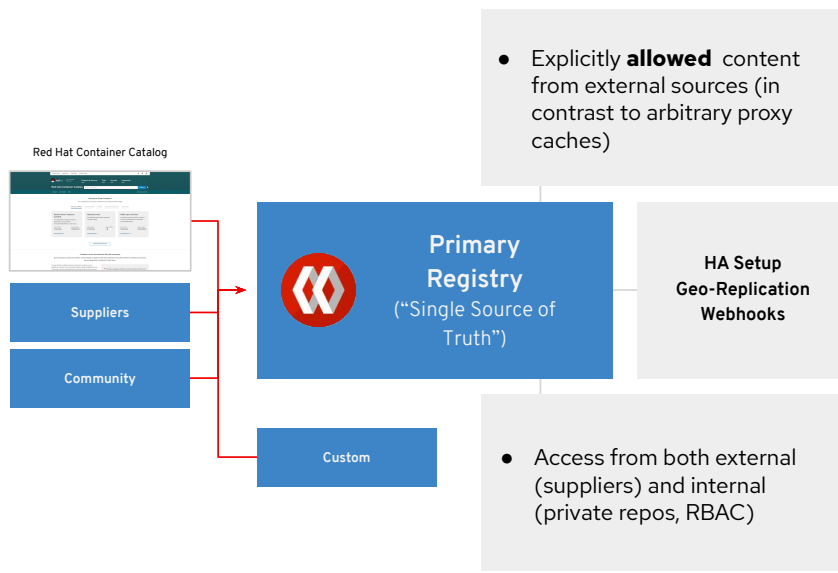 ● Explicitly allowed content
from external sources (in
contrast to arbitrary proxy
caches)
Red Hat Container Catalog
Suppliers
Community
Primary
Registry
(“Single Source of
Truth”)
HA Setup
Geo-Replication
Webhooks
Custom
● Access from both external
(suppliers) and internal
(private repos, RBAC)